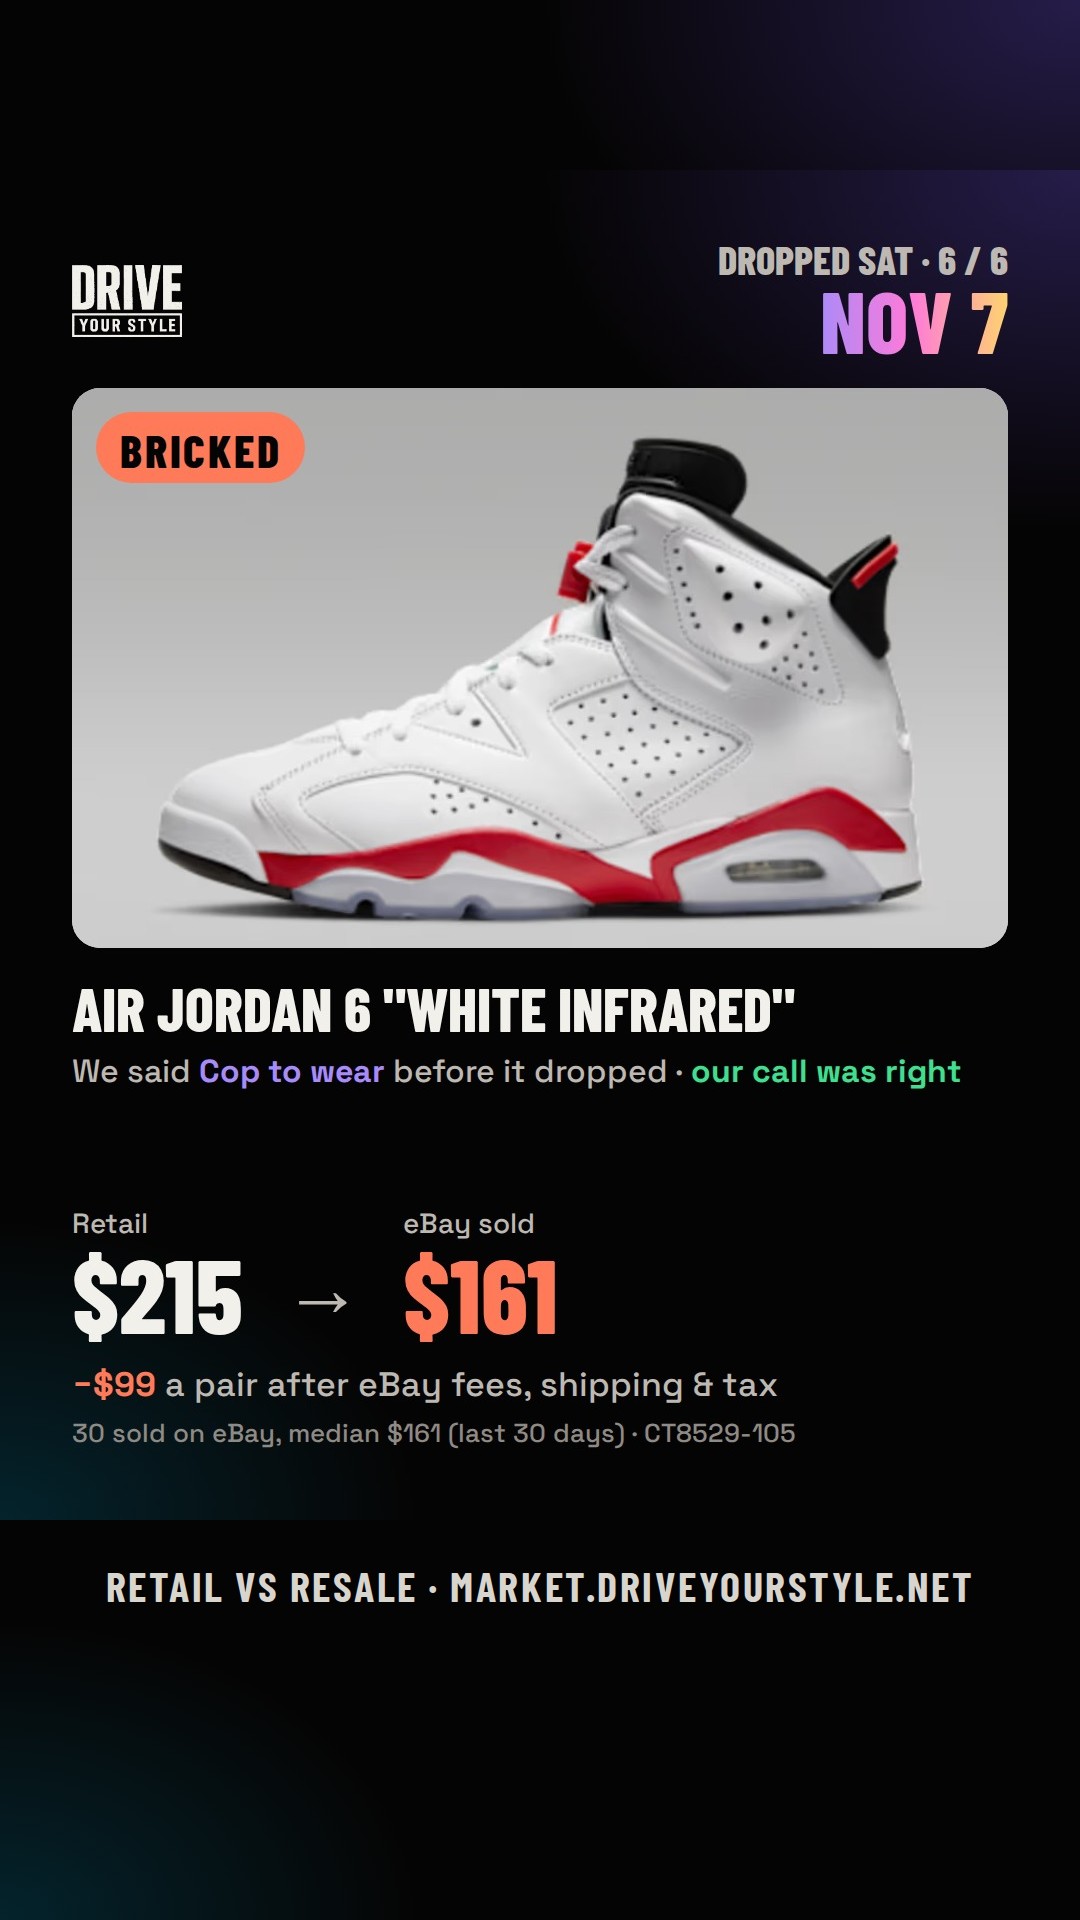 DRIVE
YOUR STYLE
DROPPED SAT · 6 / 6
NOV 7
BRICKED
AIR JORDAN 6 "WHITE INFRARED"
We said Cop to wear before it dropped · our call was right
Retail
eBay sold
$215 → $161
-$99 a pair after eBay fees, shipping & tax
30 sold on eBay, median $161 (last 30 days) · CT8529-105
RETAIL VS RESALE · MARKET.DRIVEYOURSTYLE.NET